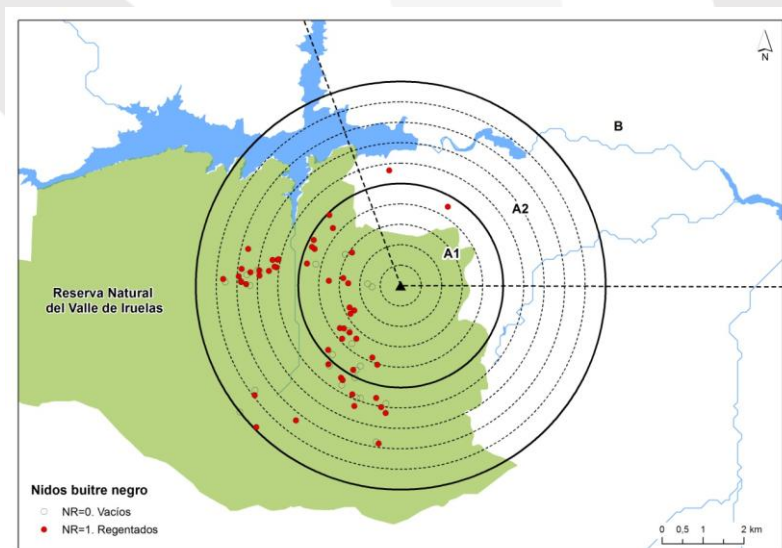 N
B
A2
A1
Reserva Natural
del Valle de Iruelas
Nidos buitre negro
NR=0. Vacíos
NR=1. Regentados
0 0,5 1 2 km